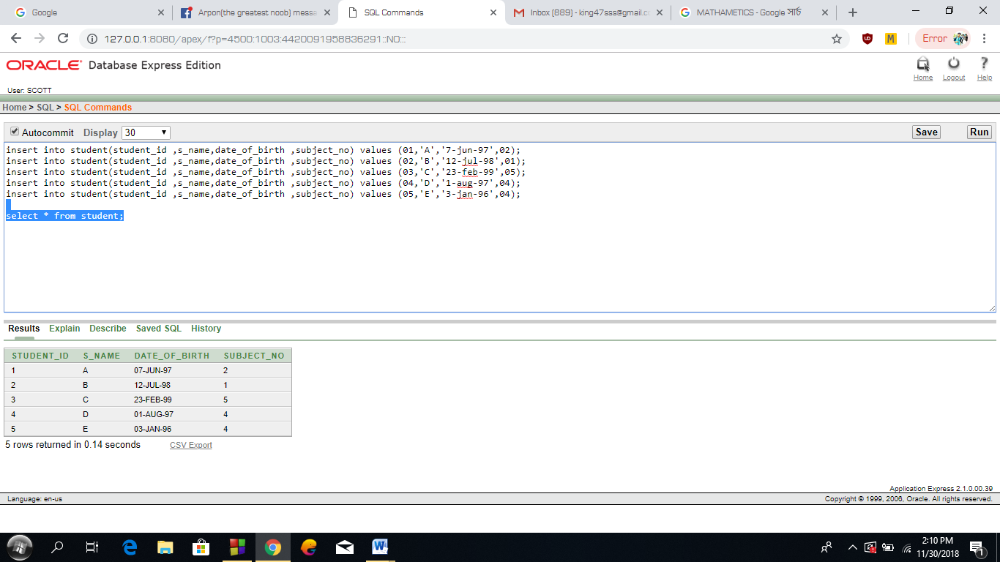 Google
Arpon(the greatest noob) messa
SQL Commands
Inbox (889) - king47sss@gmail.c
MATHAMETICS - Google সার্চ
127.0.0.1:8080/apex/f?p=4500:1003:4420091958836291::NO:::
Error
ORACLE Database Express Edition
Home Logout Help
User: SCOTT
Home > SQL > SQL Commands
Autocommit Display 30 Save Run
insert into student(student_id ,s_name,date_of_birth ,subject_no) values (01,'A','7-jun-97',02);
insert into student(student_id ,s_name,date_of_birth ,subject_no) values (02,'B','12-jul-98',01);
insert into student(student_id ,s_name,date_of_birth ,subject_no) values (03,'C','23-feb-99',05);
insert into student(student_id ,s_name,date_of_birth ,subject_no) values (04,'D','1-aug-97',04);
insert into student(student_id ,s_name,date_of_birth ,subject_no) values (05,'E','3-jan-96',04);
select * from student;
Results Explain Describe Saved SQL History
STUDENT_ID S_NAME DATE_OF_BIRTH SUBJECT_NO
1 A 07-JUN-97 2
2 B 12-JUL-98 1
3 C 23-FEB-99 5
4 D 01-AUG-97 4
5 E 03-JAN-96 4
5 rows returned in 0.14 seconds CSV Export
Application Express 2.1.0.00.39
Language: en-us Copyright © 1999, 2006, Oracle. All rights reserved.
2:10 PM
11/30/2018
1